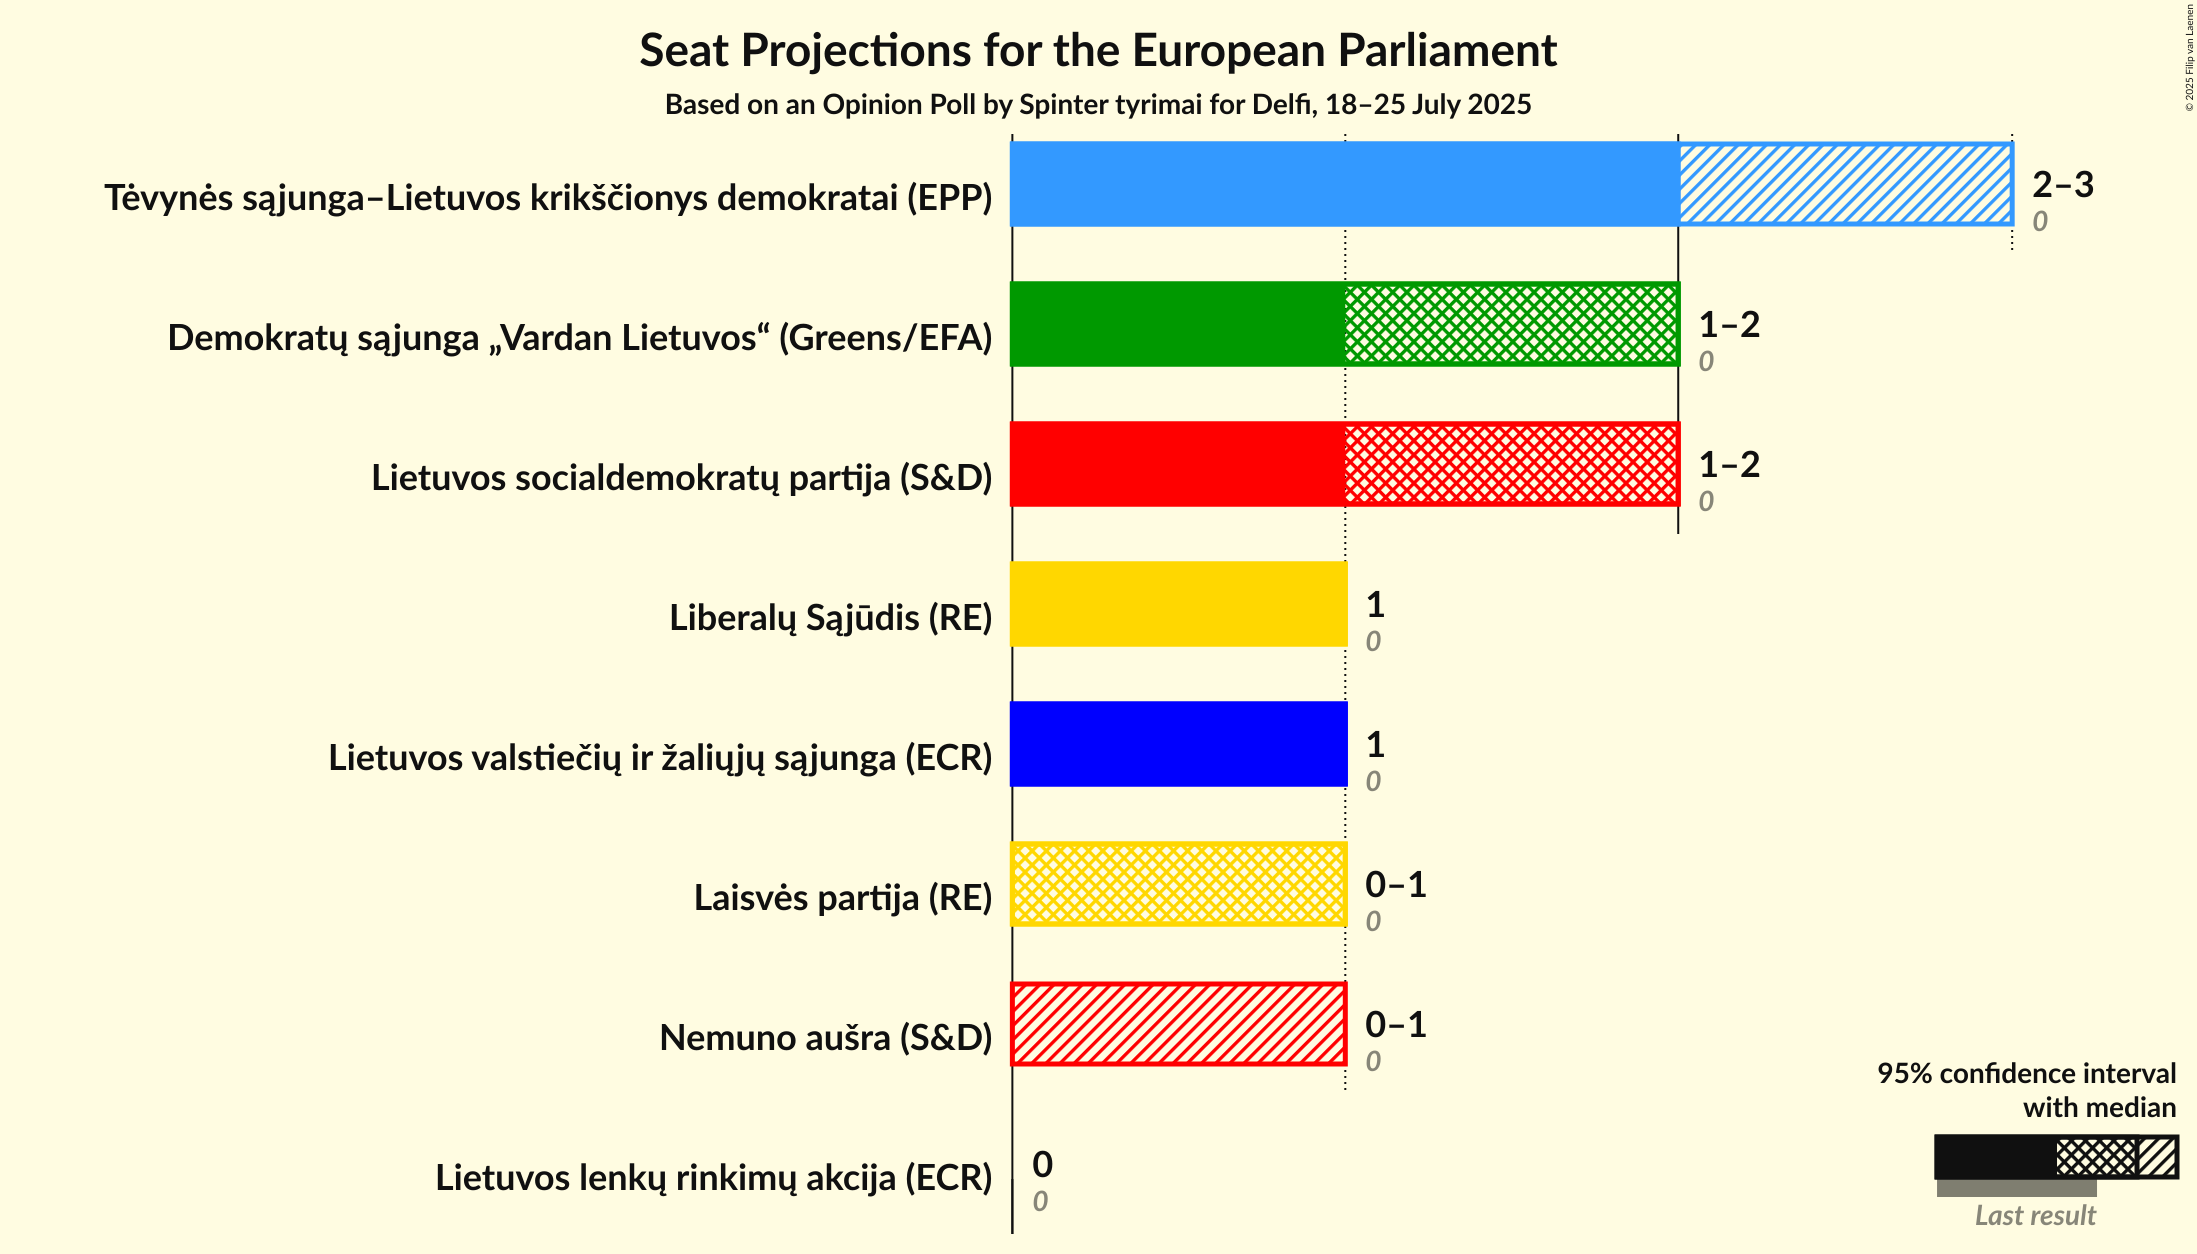 Seat Projections for the European Parliament
Based on an Opinion Poll by Spinter tyrimai for Delfi, 18–25 July 2025
© 2025 Filip van Laenen
Tėvynės sąjunga–Lietuvos krikščionys demokratai (EPP)
2–3
0
Demokratų sąjunga „Vardan Lietuvos“ (Greens/EFA)
1–2
0
Lietuvos socialdemokratų partija (S&D)
1–2
0
Liberalų Sąjūdis (RE)
1
0
Lietuvos valstiečių ir žaliųjų sąjunga (ECR)
1
0
Laisvės partija (RE)
0–1
0
Nemuno aušra (S&D)
0–1
0
Lietuvos lenkų rinkimų akcija (ECR)
0
0
95% confidence interval
with median
Last result